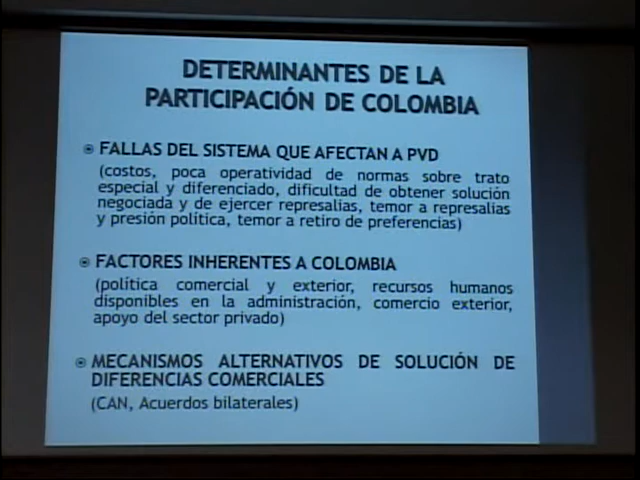 DETERMINANTES DE LA
PARTICIPACIÓN DE COLOMBIA
FALLAS DEL SISTEMA QUE AFECTAN A PVD
(costos, poca operatividad de normas sobre trato
especial y diferenciado, dificultad de obtener solución
negociada y de ejercer represalias, temor a represalias
y presión política, temor a retiro de preferencias)
FACTORES INHERENTES A COLOMBIA
(política comercial y exterior, recursos humanos
disponibles en la administración, comercio exterior,
apoyo del sector privado)
MECANISMOS ALTERNATIVOS DE SOLUCIÓN DE
DIFERENCIAS COMERCIALES
(CAN, Acuerdos bilaterales)